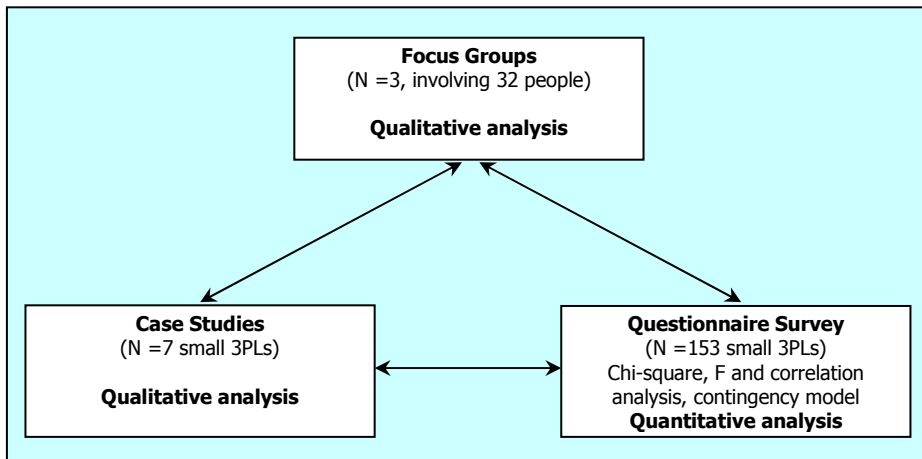 Focus Groups
(N =3, involving 32 people)
Qualitative analysis
Case Studies
(N =7 small 3PLs)
Qualitative analysis
Questionnaire Survey
(N =153 small 3PLs)
Chi-square, F and correlation
analysis, contingency model
Quantitative analysis